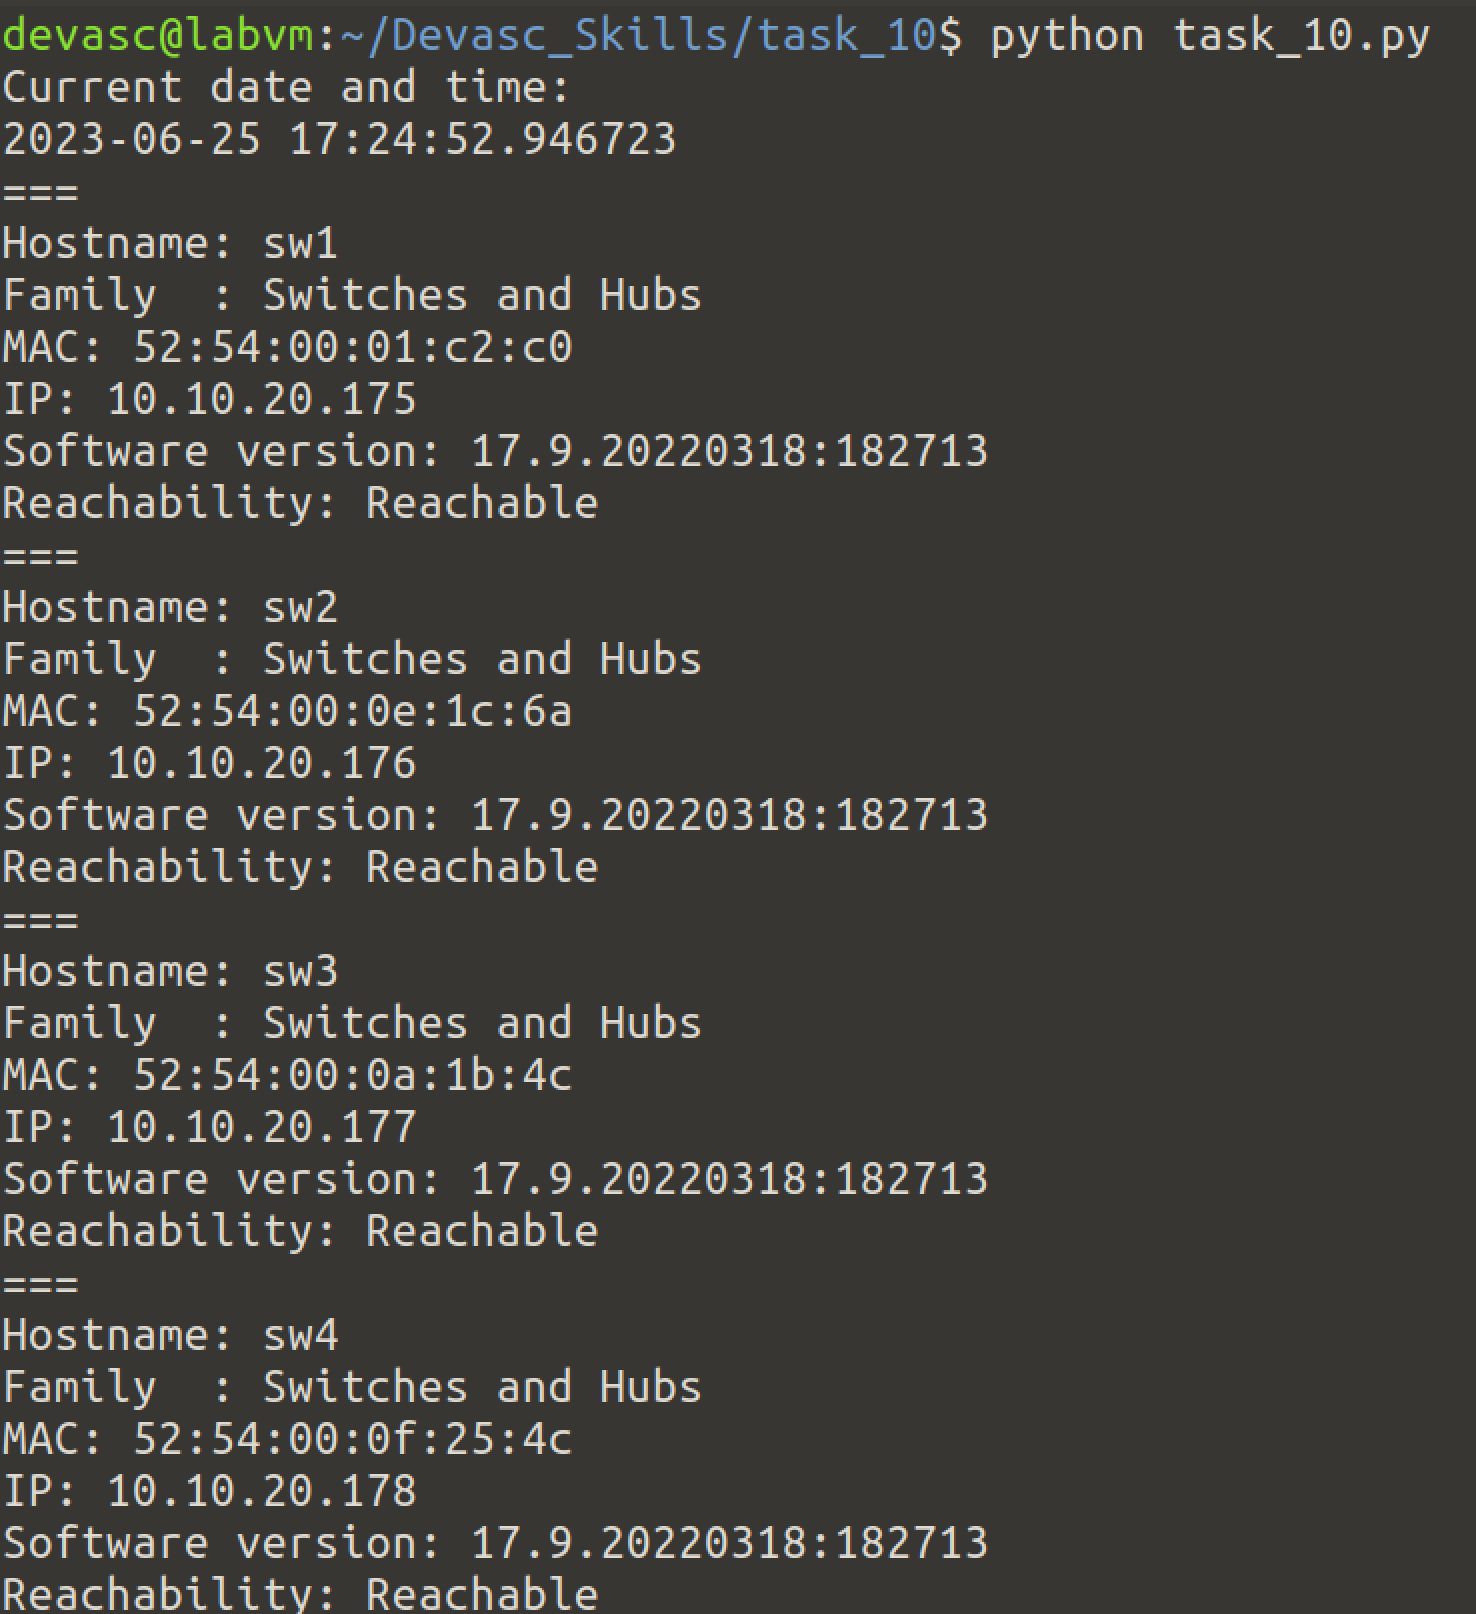 devasc@labvm:~/Devasc_Skills/task_10$ python task_10.py
Current date and time:
2023-06-25 17:24:52.946723
===
Hostname: sw1
Family  : Switches and Hubs
MAC: 52:54:00:01:c2:c0
IP: 10.10.20.175
Software version: 17.9.20220318:182713
Reachability: Reachable
===
Hostname: sw2
Family  : Switches and Hubs
MAC: 52:54:00:0e:1c:6a
IP: 10.10.20.176
Software version: 17.9.20220318:182713
Reachability: Reachable
===
Hostname: sw3
Family  : Switches and Hubs
MAC: 52:54:00:0a:1b:4c
IP: 10.10.20.177
Software version: 17.9.20220318:182713
Reachability: Reachable
===
Hostname: sw4
Family  : Switches and Hubs
MAC: 52:54:00:0f:25:4c
IP: 10.10.20.178
Software version: 17.9.20220318:182713
Reachability: Reachable